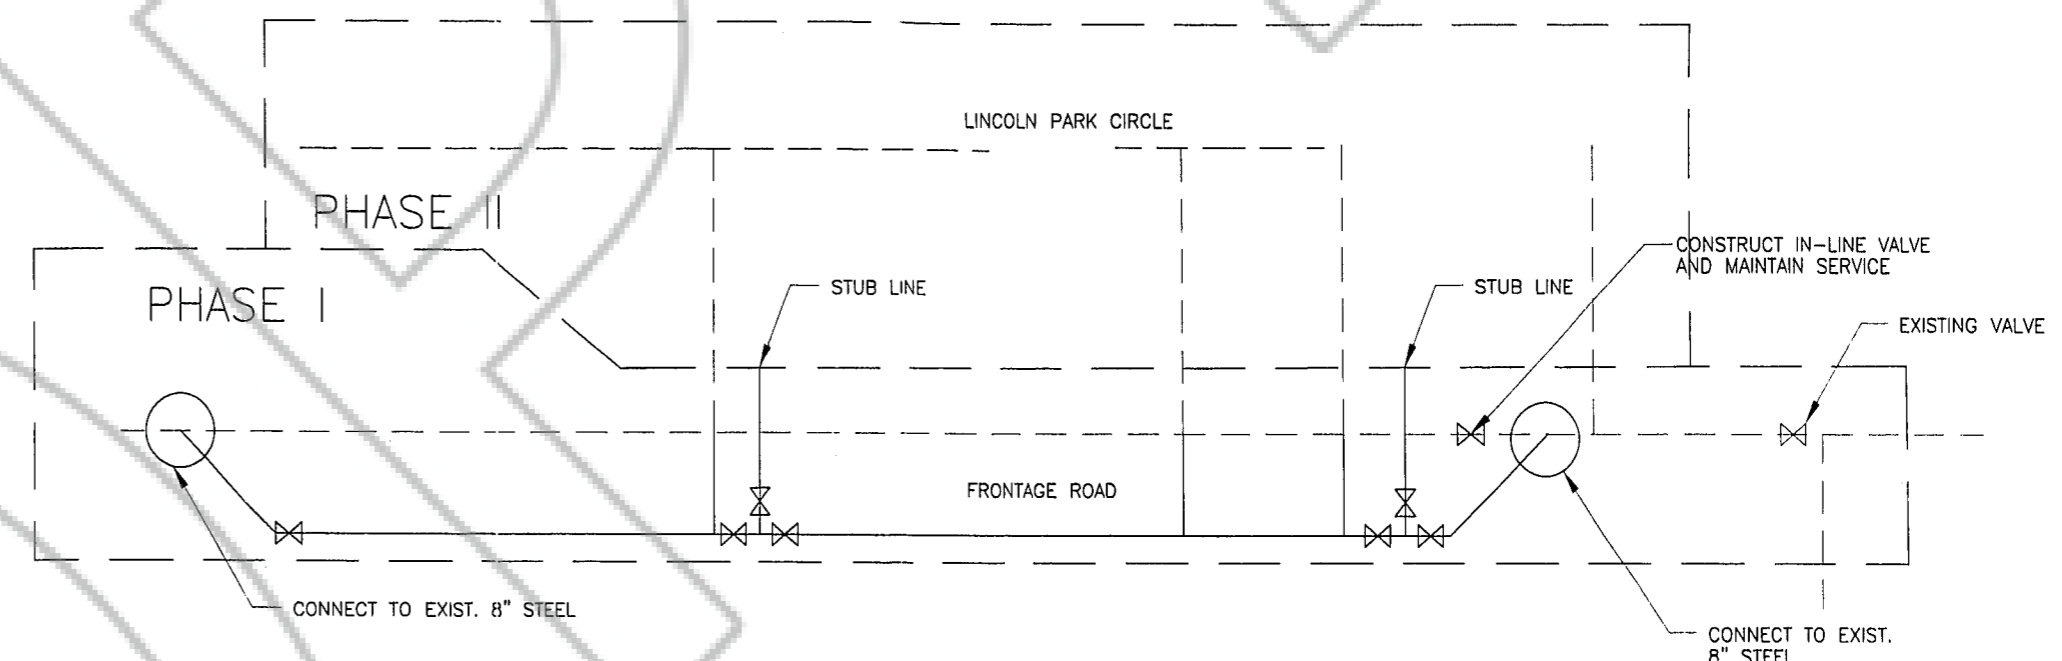 LINCOLN PARK CIRCLE
PHASE II
CONSTRUCT IN-LINE VALVE
AND MAINTAIN SERVICE
STUB LINE
STUB LINE
PHASE I
EXISTING VALVE
FRONTAGE ROAD
CONNECT TO EXIST. 8" STEEL
CONNECT TO EXIST.
8" STEEL